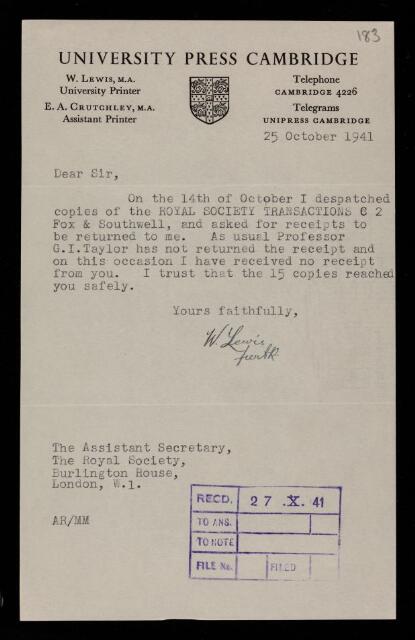 183
UNIVERSITY PRESS CAMBRIDGE
W. LEWIS, M.A.
University Printer
E. A. CRUTCHLEY, M.A.
Assistant Printer
Telephone
CAMBRIDGE 4226
Telegrams
UNIPRESS CAMBRIDGE
25 October 1941
Dear Sir,
On the 14th of October I despatched
copies of the ROYAL SOCIETY TRANSACTIONS C 2
Fox & Southwell, and asked for receipts to
be returned to me. As usual Professor
G.I.Taylor has not returned the receipt and
on this occasion I have received no receipt
from you. I trust that the 15 copies reached
you safely.
Yours faithfully,
W. Lewis
The Assistant Secretary,
The Royal Society,
Burlington House,
London, W.1.
AR/MM
RECD. 27 .X. 41
TO ANS.
TO NOTE
FILE No. FILED